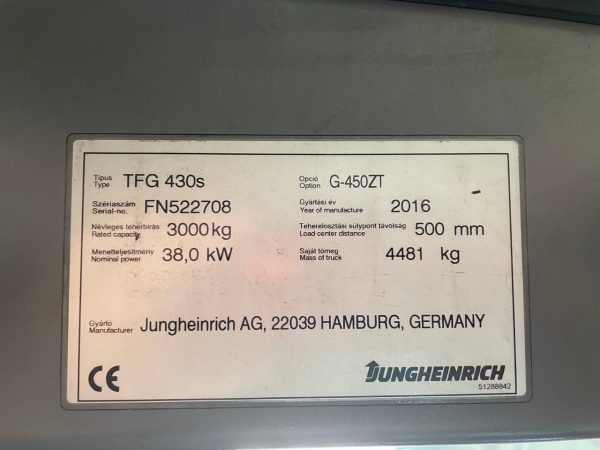 Típus
Type
TFG 430s
Opció
Option
G-450ZT
Szériaszám
Serial-no.
FN522708
Gyártási év
Year of manufacture
2016
Névleges teherbírás
Rated capacity
3000 kg
Teherelosztási súlypont távolság
Load center distance
500 mm
Menetteljesítmény
Nominal power
38,0 kW
Saját tömeg
Mass of truck
4481 kg
Gyártó
Manufacturer
Jungheinrich AG, 22039 HAMBURG, GERMANY
CE
JUNGHEINRICH
51288842